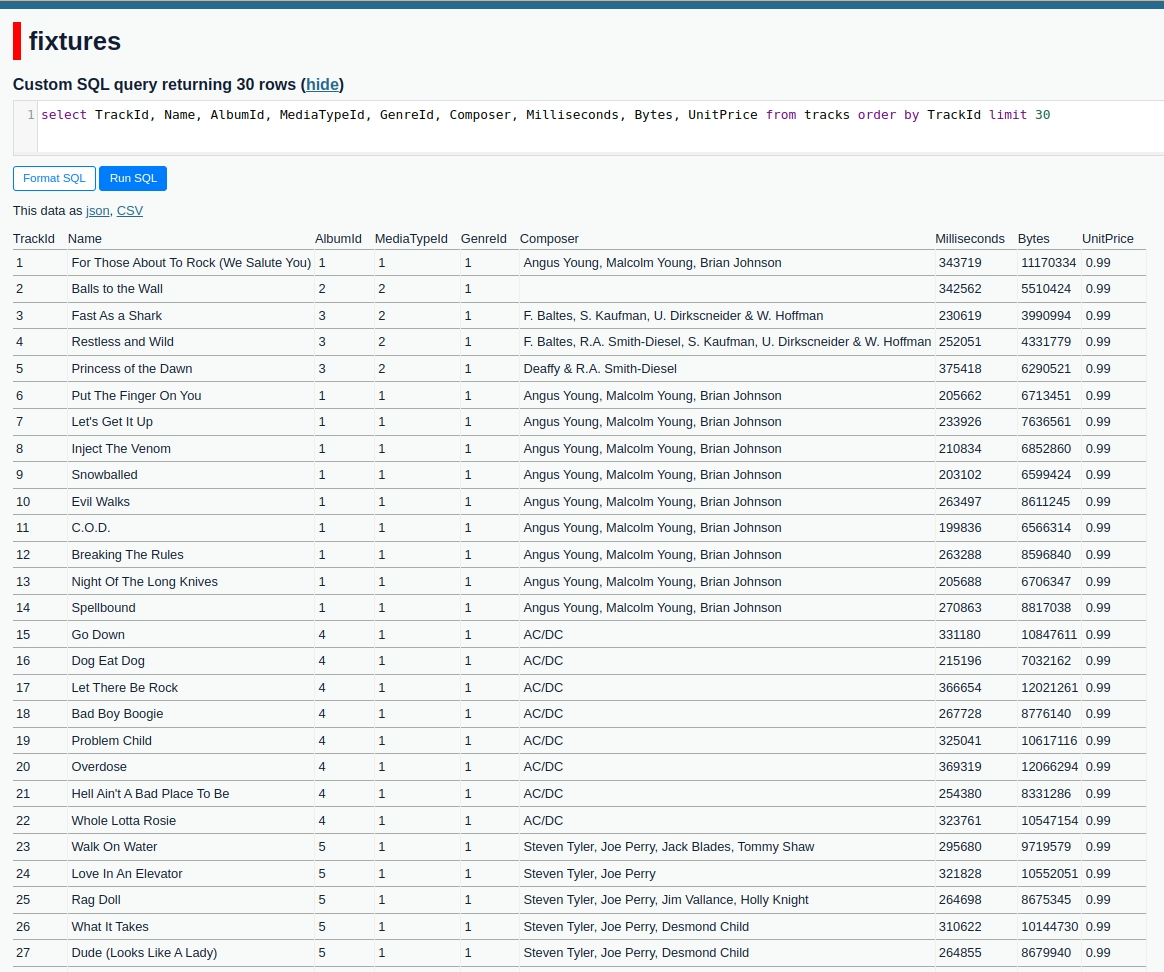 fixtures
Custom SQL query returning 30 rows (hide)
1 select TrackId, Name, AlbumId, MediaTypeId, GenreId, Composer, Milliseconds, Bytes, UnitPrice from tracks order by TrackId limit 30
Format SQL Run SQL
This data as json, CSV
TrackId Name AlbumId MediaTypeId GenreId Composer Milliseconds Bytes UnitPrice
1 For Those About To Rock (We Salute You) 1 1 1 Angus Young, Malcolm Young, Brian Johnson 343719 11170334 0.99
2 Balls to the Wall 2 2 1 342562 5510424 0.99
3 Fast As a Shark 3 2 1 F. Baltes, S. Kaufman, U. Dirkscneider & W. Hoffman 230619 3990994 0.99
4 Restless and Wild 3 2 1 F. Baltes, R.A. Smith-Diesel, S. Kaufman, U. Dirkscneider & W. Hoffman 252051 4331779 0.99
5 Princess of the Dawn 3 2 1 Deaffy & R.A. Smith-Diesel 375418 6290521 0.99
6 Put The Finger On You 1 1 1 Angus Young, Malcolm Young, Brian Johnson 205662 6713451 0.99
7 Let's Get It Up 1 1 1 Angus Young, Malcolm Young, Brian Johnson 233926 7636561 0.99
8 Inject The Venom 1 1 1 Angus Young, Malcolm Young, Brian Johnson 210834 6852860 0.99
9 Snowballed 1 1 1 Angus Young, Malcolm Young, Brian Johnson 203102 6599424 0.99
10 Evil Walks 1 1 1 Angus Young, Malcolm Young, Brian Johnson 263497 8611245 0.99
11 C.O.D. 1 1 1 Angus Young, Malcolm Young, Brian Johnson 199836 6566314 0.99
12 Breaking The Rules 1 1 1 Angus Young, Malcolm Young, Brian Johnson 263288 8596840 0.99
13 Night Of The Long Knives 1 1 1 Angus Young, Malcolm Young, Brian Johnson 205688 6706347 0.99
14 Spellbound 1 1 1 Angus Young, Malcolm Young, Brian Johnson 270863 8817038 0.99
15 Go Down 4 1 1 AC/DC 331180 10847611 0.99
16 Dog Eat Dog 4 1 1 AC/DC 215196 7032162 0.99
17 Let There Be Rock 4 1 1 AC/DC 366654 12021261 0.99
18 Bad Boy Boogie 4 1 1 AC/DC 267728 8776140 0.99
19 Problem Child 4 1 1 AC/DC 325041 10617116 0.99
20 Overdose 4 1 1 AC/DC 369319 12066294 0.99
21 Hell Ain't A Bad Place To Be 4 1 1 AC/DC 254380 8331286 0.99
22 Whole Lotta Rosie 4 1 1 AC/DC 323761 10547154 0.99
23 Walk On Water 5 1 1 Steven Tyler, Joe Perry, Jack Blades, Tommy Shaw 295680 9719579 0.99
24 Love In An Elevator 5 1 1 Steven Tyler, Joe Perry 321828 10552051 0.99
25 Rag Doll 5 1 1 Steven Tyler, Joe Perry, Jim Vallance, Holly Knight 264698 8675345 0.99
26 What It Takes 5 1 1 Steven Tyler, Joe Perry, Desmond Child 310622 10144730 0.99
27 Dude (Looks Like A Lady) 5 1 1 Steven Tyler, Joe Perry, Desmond Child 264855 8679940 0.99